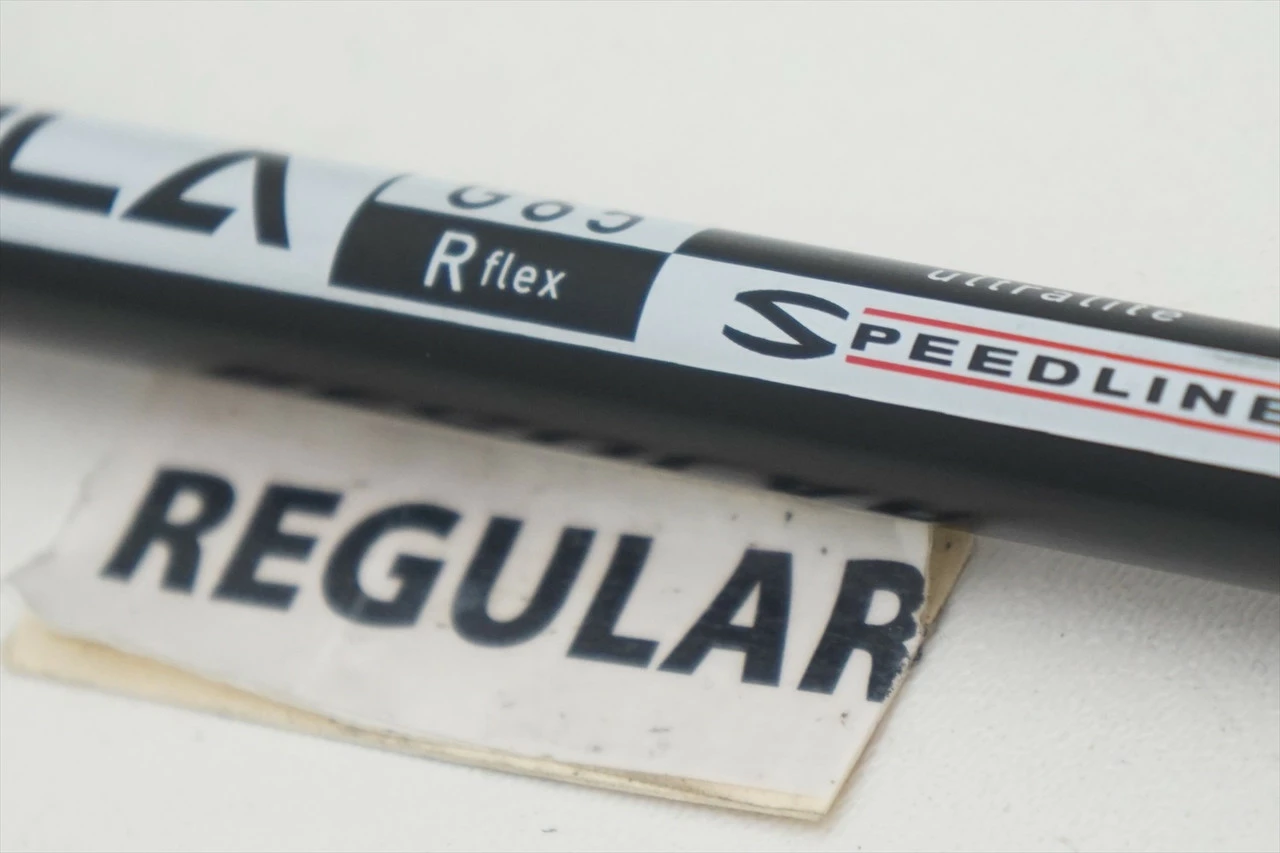 R flex
ultralite
SPEEDLINE
REGULAR